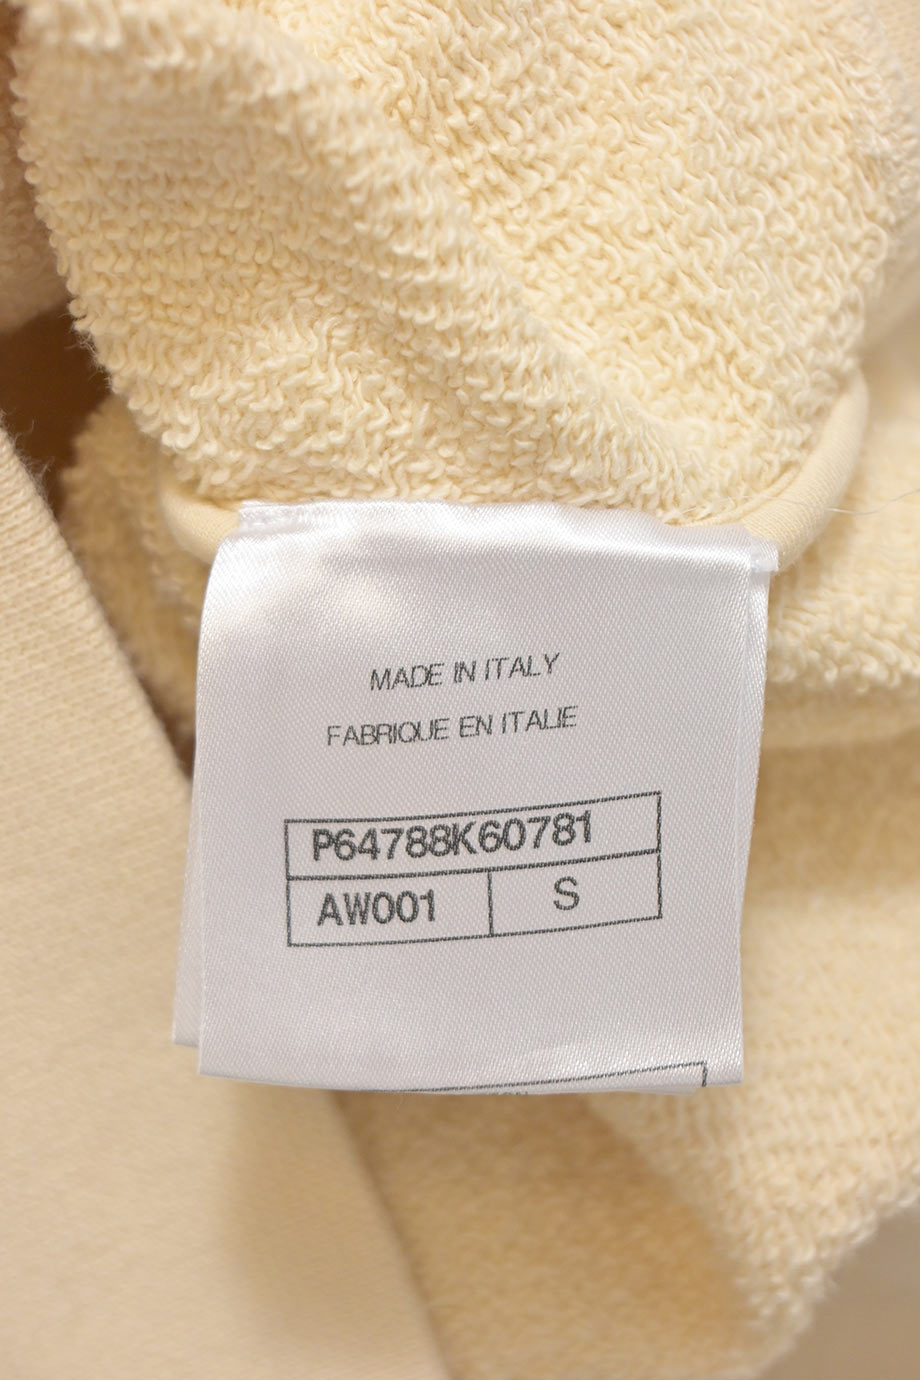 MADE IN ITALY
FABRIQUE EN ITALIE
P64788K60781
AW001 S